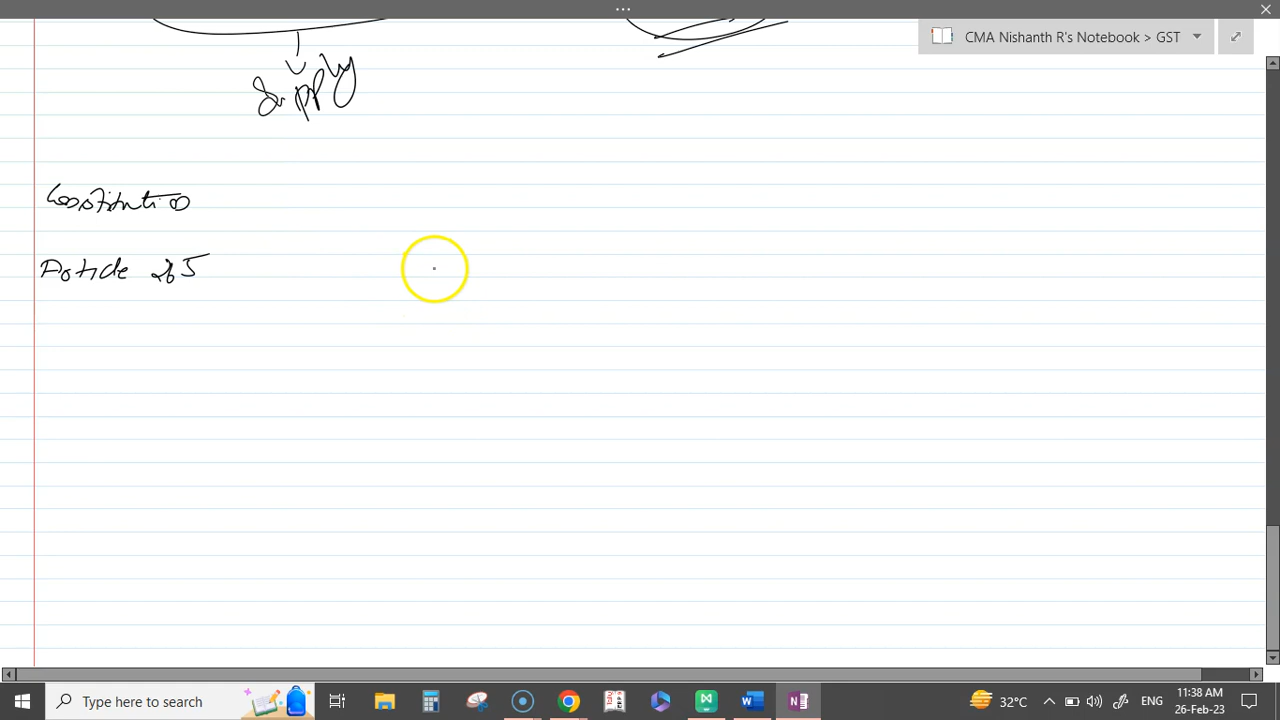 ...
CMA Nishanth R's Notebook > GST
Supply
Constitution
Article 265
Type here to search
32°C
ENG
11:38 AM
26-Feb-23